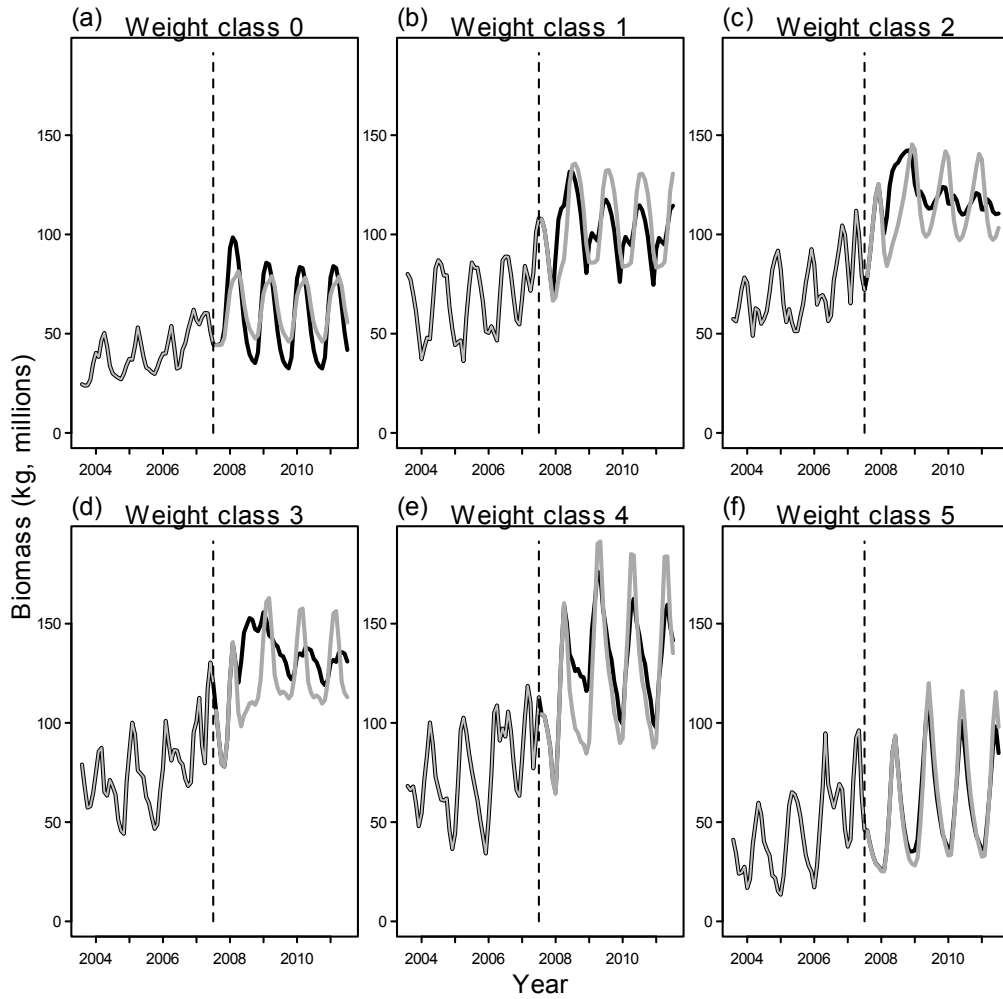 (a) Weight class 0
(b) Weight class 1
(c) Weight class 2
150
100
50
0
2004 2006 2008 2010
150
100
50
0
2004 2006 2008 2010
150
100
50
0
2004 2006 2008 2010
(d) Weight class 3
(e) Weight class 4
(f) Weight class 5
150
100
50
0
2004 2006 2008 2010
150
100
50
0
2004 2006 2008 2010
150
100
50
0
2004 2006 2008 2010
Biomass (kg, millions)
Year